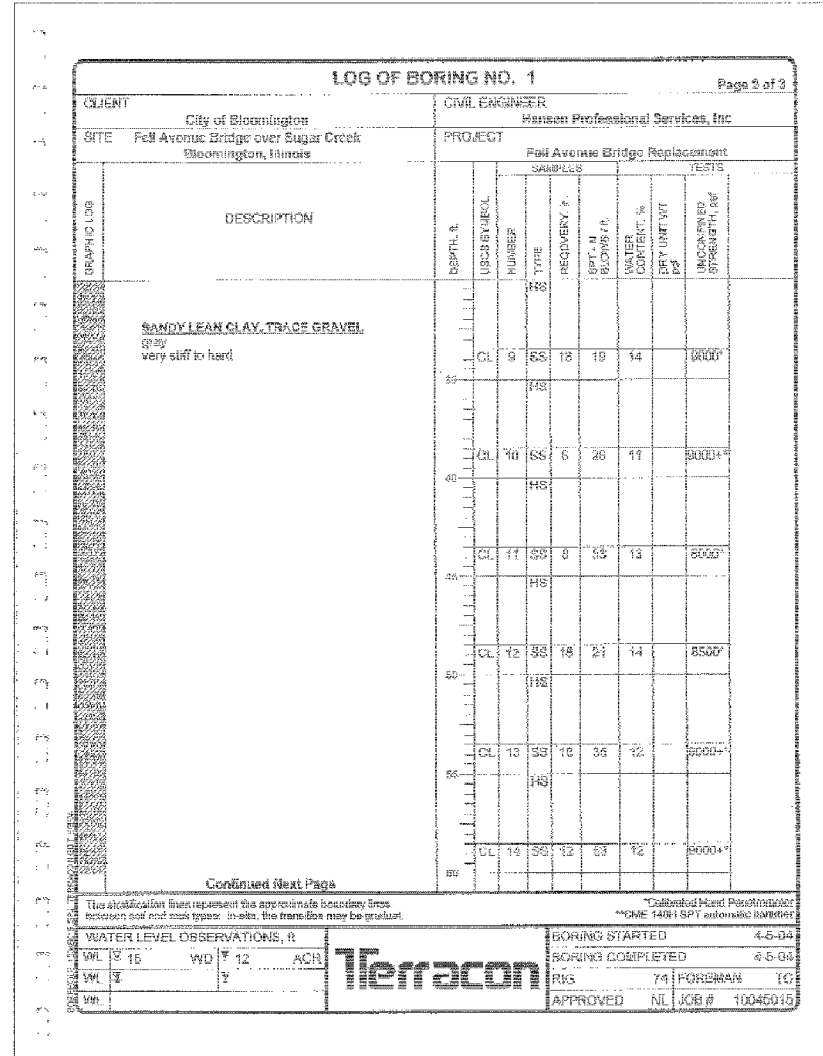 LOG OF BORING NO. 1
Page 2 of 3
CLIENT
City of Bloomington
CIVIL ENGINEER
Hanson Professional Services, Inc
SITE Fell Avenue Bridge over Sugar Creek
Bloomington, Illinois
PROJECT
Fell Avenue Bridge Replacement
SAMPLES TESTS
GRAPHIC LOG
DESCRIPTION
DEPTH, ft.
USCS SYMBOL
NUMBER
TYPE
RECOVERY, in.
SPT - N
BLOWS / ft.
WATER
CONTENT, %
DRY UNIT WT
pcf
UNCONFINED
STRENGTH, psf
HS
SANDY LEAN CLAY, TRACE GRAVEL
gray
very stiff to hard
CL 9 SS 18 19 14 9000*
HS
CL 10 SS 6 26 11 9000+*
40
HS
CL 11 SS 13
45
HS
CL 12 SS 18 21 14 8500*
50
HS
CL 13 SS 18 36 12 9000+*
55
HS
CL 14 SS 12 12 9000+*
60
Continued Next Page
The stratification lines represent the approximate boundary lines
between soil and rock types: in-situ, the transition may be gradual.
*Calibrated Hand Penetrometer
**CME 140H SPT automatic hammer
WATER LEVEL OBSERVATIONS, ft
WL 15 WD 12 ACR
WL
WL
Terracon
BORING STARTED 4-5-04
BORING COMPLETED 4-5-04
RIG 74 FOREMAN TC
APPROVED NL JOB # 10045015